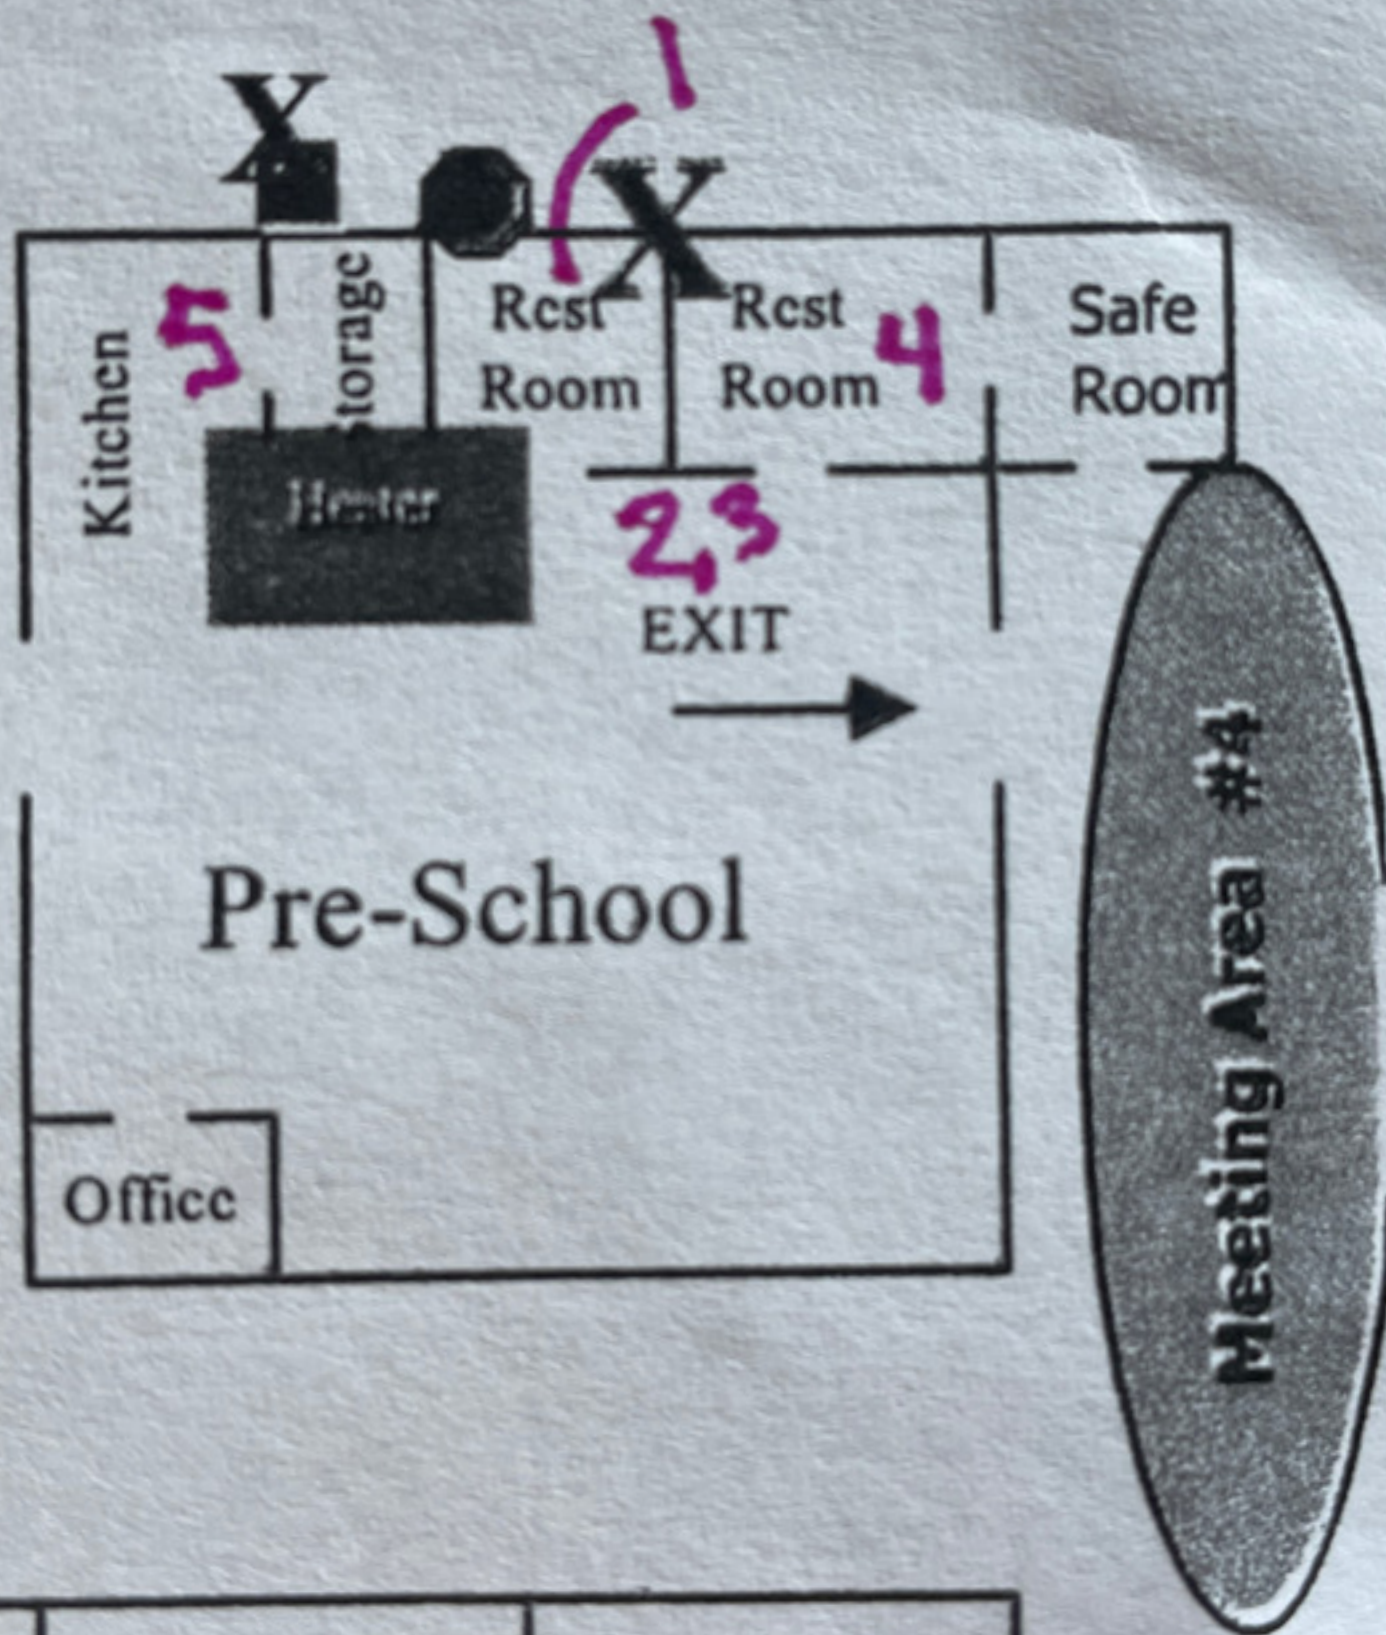 1
X
X
5
Kitchen
Storage
Rest
Room
Rest
Room
4
Safe
Room
Heater
2,3
EXIT
Pre-School
Office
Meeting Area #4